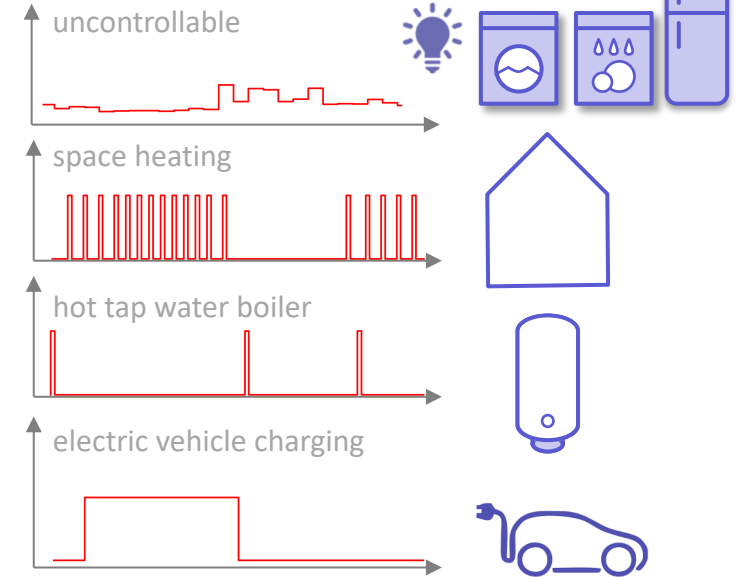 uncontrollable
space heating
hot tap water boiler
electric vehicle charging